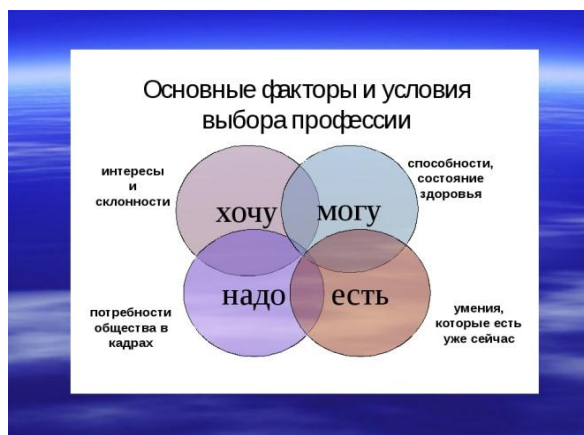 Основные факторы и условия
выбора профессии
интересы
и
склонности
способности,
состояние
здоровья
хочу
могу
надо
есть
потребности
общества в
кадрах
умения,
которые есть
уже сейчас